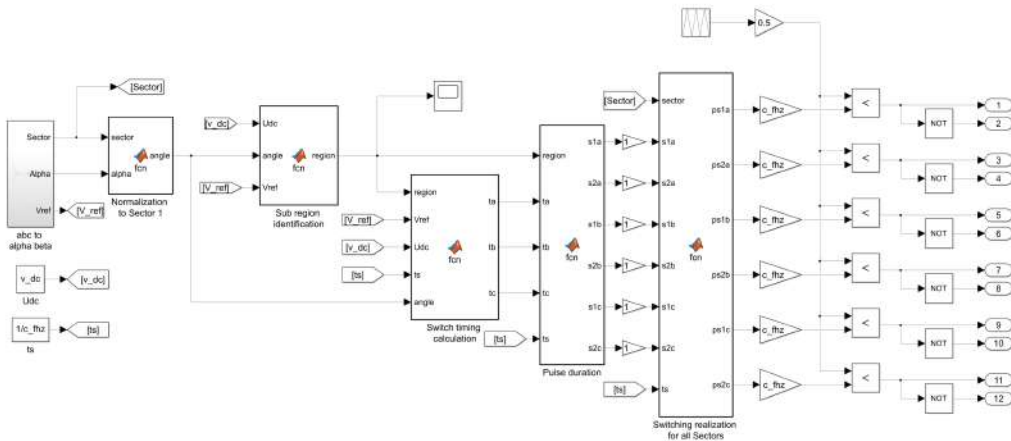 [Sector]
Sector
Alpha
Vref
abc to
alpha beta
[V_ref]
v_dc
Udc
[v_dc]
1/c_fhz
ts
[ts]
sector
alpha
angle
fcn
Normalization
to Sector 1
[v_dc]
[V_ref]
Udc
angle
Vref
region
fcn
Sub region
identification
[V_ref]
[v_dc]
[ts]
region
Vref
Udc
ts
angle
ta
tb
tc
fcn
Switch timing
calculation
[ts]
region
ta
tb
tc
ts
fcn
s1a
s2a
s1b
s2b
s1c
s2c
Pulse duration
1
1
1
1
1
1
[Sector]
[ts]
sector
s1a
s2a
s1b
s2b
s1c
s2c
ts
fcn
ps1a
ps2a
ps1b
ps2b
ps1c
ps2c
Switching realization
for all Sectors
0.5
c_fhz
c_fhz
c_fhz
c_fhz
c_fhz
c_fhz
<
NOT
1
2
<
NOT
3
4
<
NOT
5
6
<
NOT
7
8
<
NOT
9
10
<
NOT
11
12